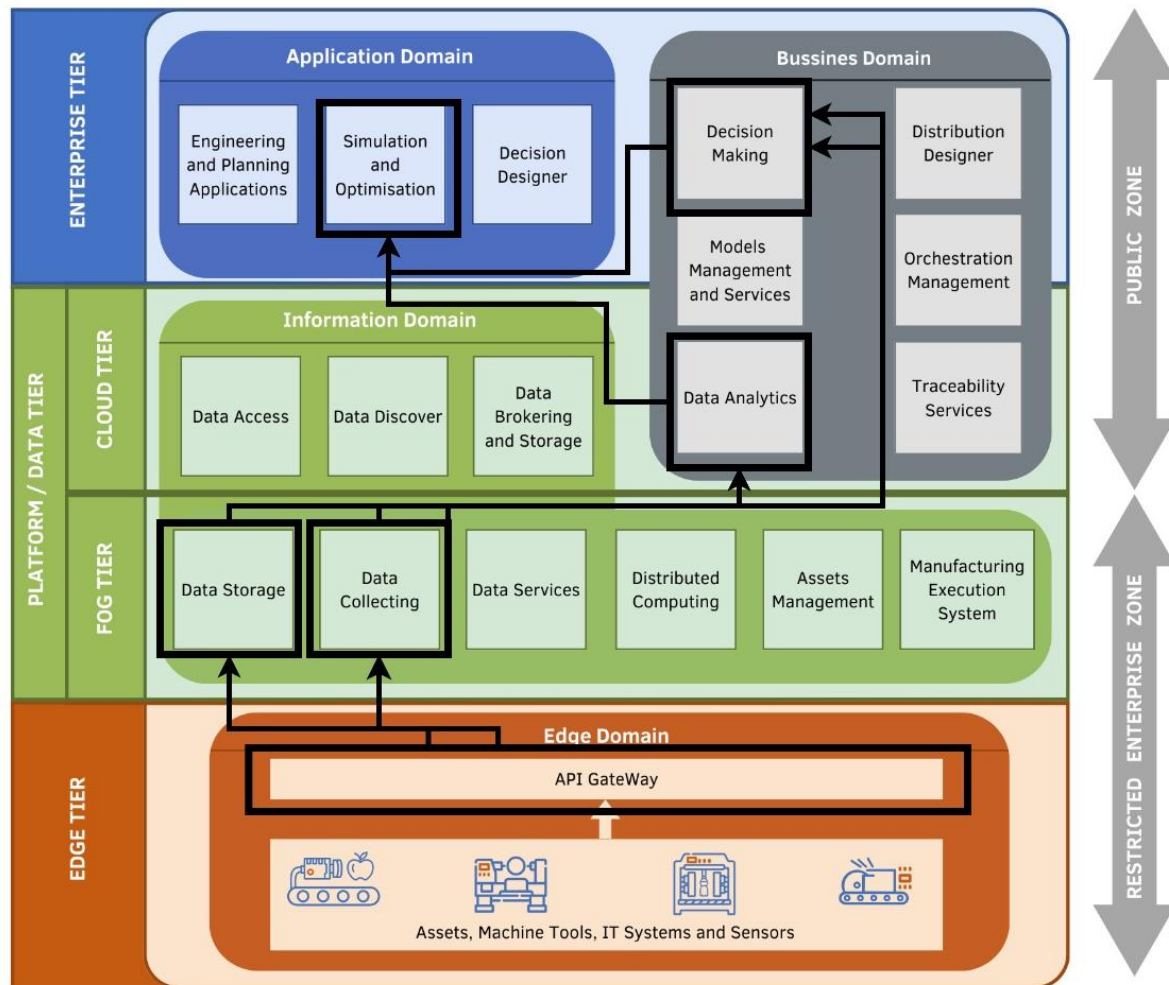 ENTERPRISE TIER
Application Domain
Engineering
and Planning
Applications
Simulation
and
Optimisation
Decision
Designer
Bussines Domain
Decision
Making
Distribution
Designer
Models
Management
and Services
Orchestration
Management
Data Analytics
Traceability
Services
PUBLIC ZONE
PLATFORM / DATA TIER
CLOUD TIER
Information Domain
Data Access
Data Discover
Data
Brokering
and Storage
FOG TIER
Data Storage
Data
Collecting
Data Services
Distributed
Computing
Assets
Management
Manufacturing
Execution
System
RESTRICTED ENTERPRISE ZONE
EDGE TIER
Edge Domain
API GateWay
Assets, Machine Tools, IT Systems and Sensors